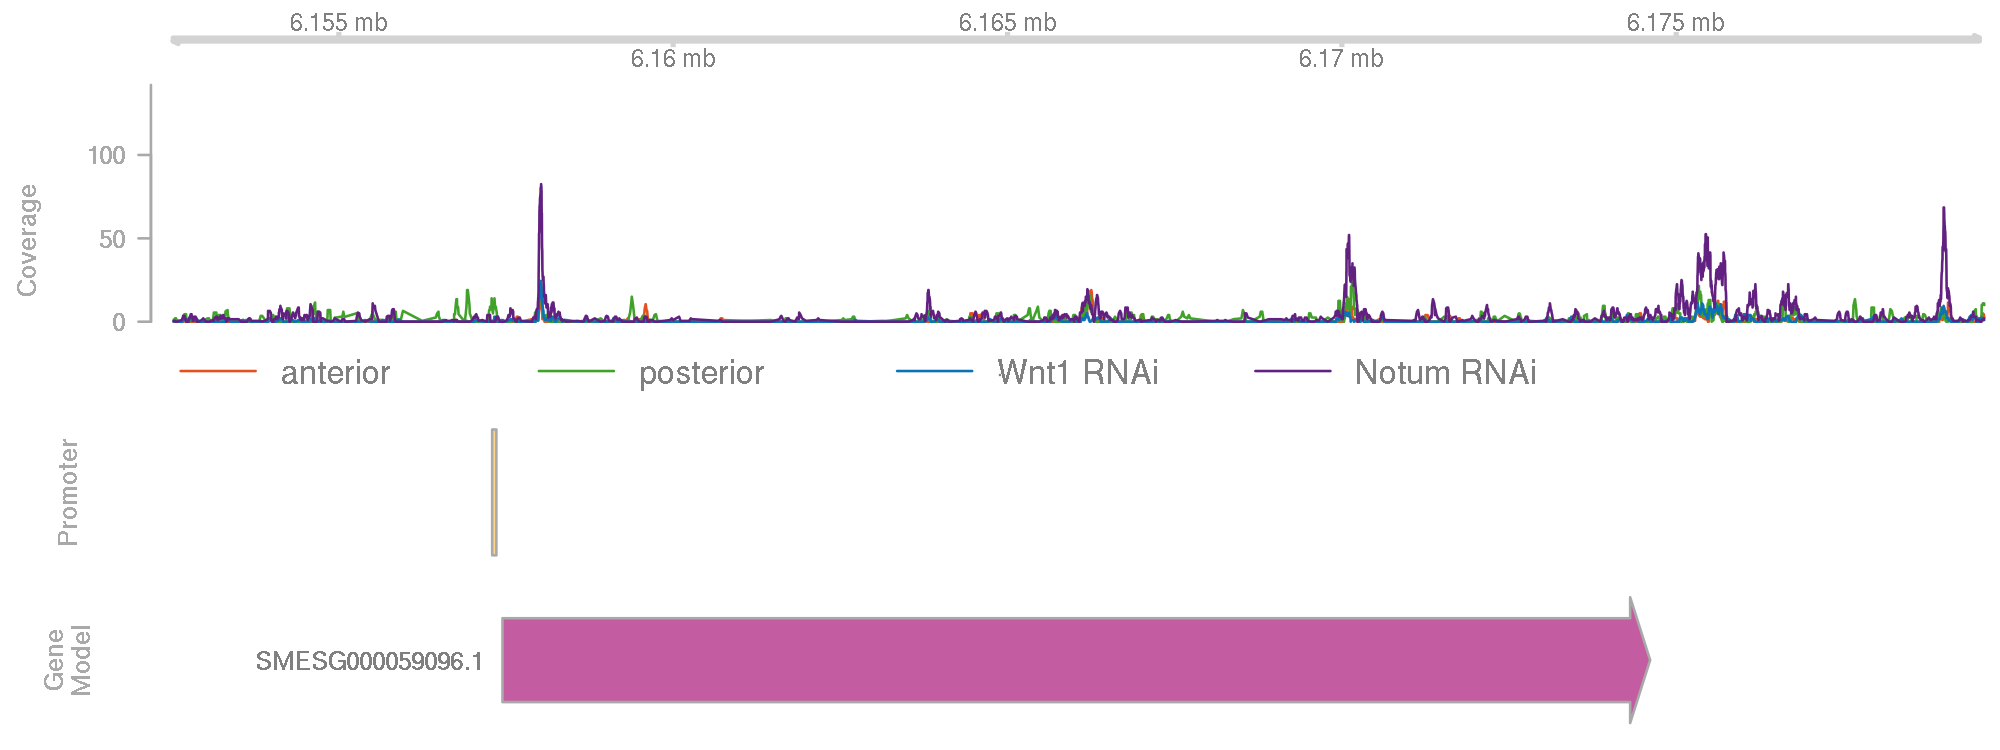 6.155 mb
6.165 mb
6.175 mb
6.16 mb
6.17 mb
Coverage
100
50
0
anterior
posterior
Wnt1 RNAi
Notum RNAi
Promoter
Gene
Model
SMESG000059096.1